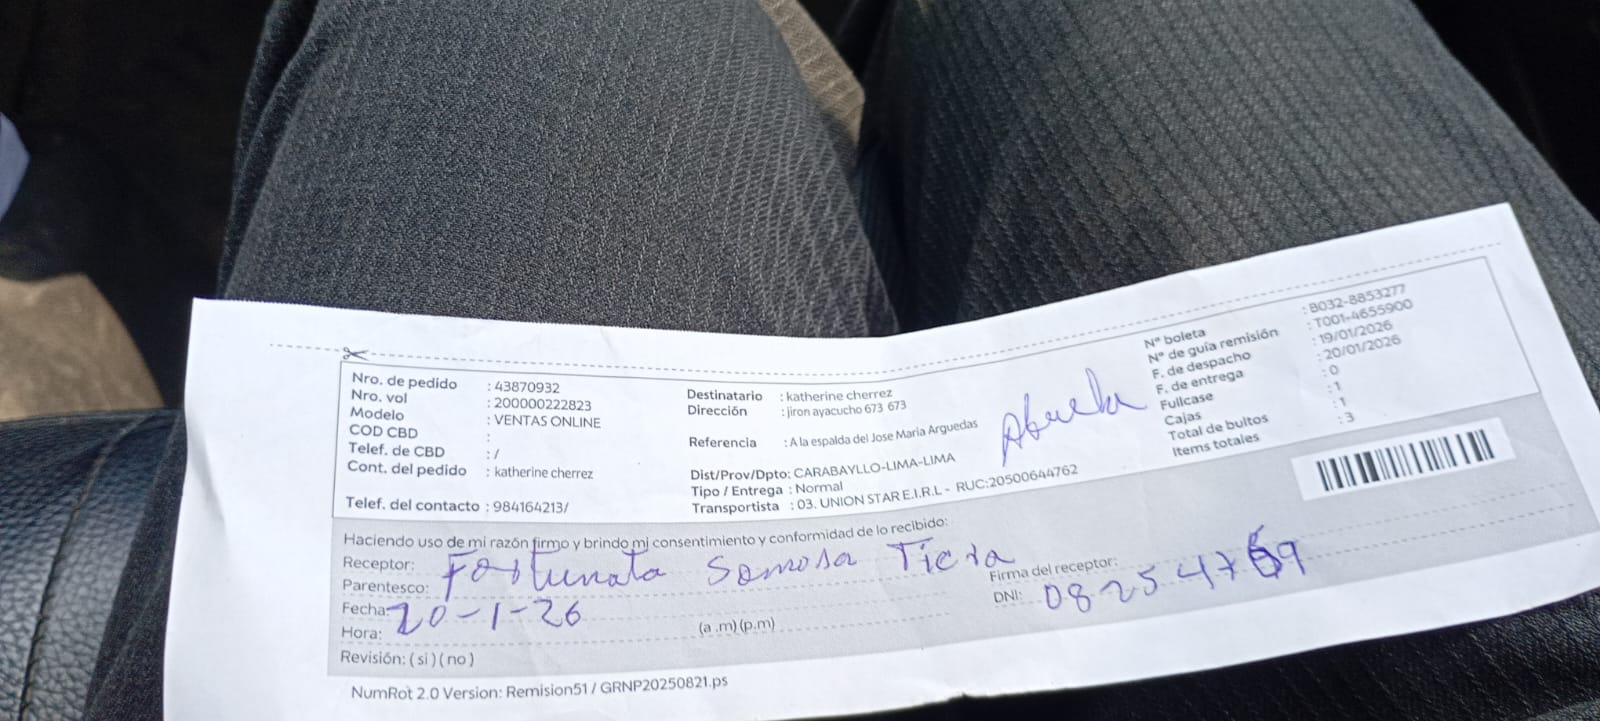 Nro. de pedido : 43870932
Nro. vol : 200000222823
Modelo : VENTAS ONLINE
COD CBD :
Telef. de CBD : /
Cont. del pedido : katherine cherrez
Telef. del contacto : 984164213/
Destinatario : katherine cherrez
Dirección : jiron ayacucho 673 673
Referencia : A la espalda del Jose Maria Arguedas
Dist/Prov/Dpto: CARABAYLLO-LIMA-LIMA
Tipo / Entrega : Normal
Transportista : 03. UNION STAR E.I.R.L - RUC:20500644762
Abuela
N° boleta : B032-8853277
N° de guía remisión : T001-4655900
F. de despacho : 19/01/2026
F. de entrega : 20/01/2026
Fullcase : 0
Cajas : 1
Total de bultos : 1
Items totales : 3
Haciendo uso de mi razón firmo y brindo mi consentimiento y conformidad de lo recibido:
Receptor: Fortunata Somosa
Parentesco:
Fecha: 20-1-26
Hora: (a .m) (p.m)
Revisión: ( si ) ( no )
Firma del receptor:
DNI:
NumRot 2.0 Version: Remision51 / GRNP20250821.ps